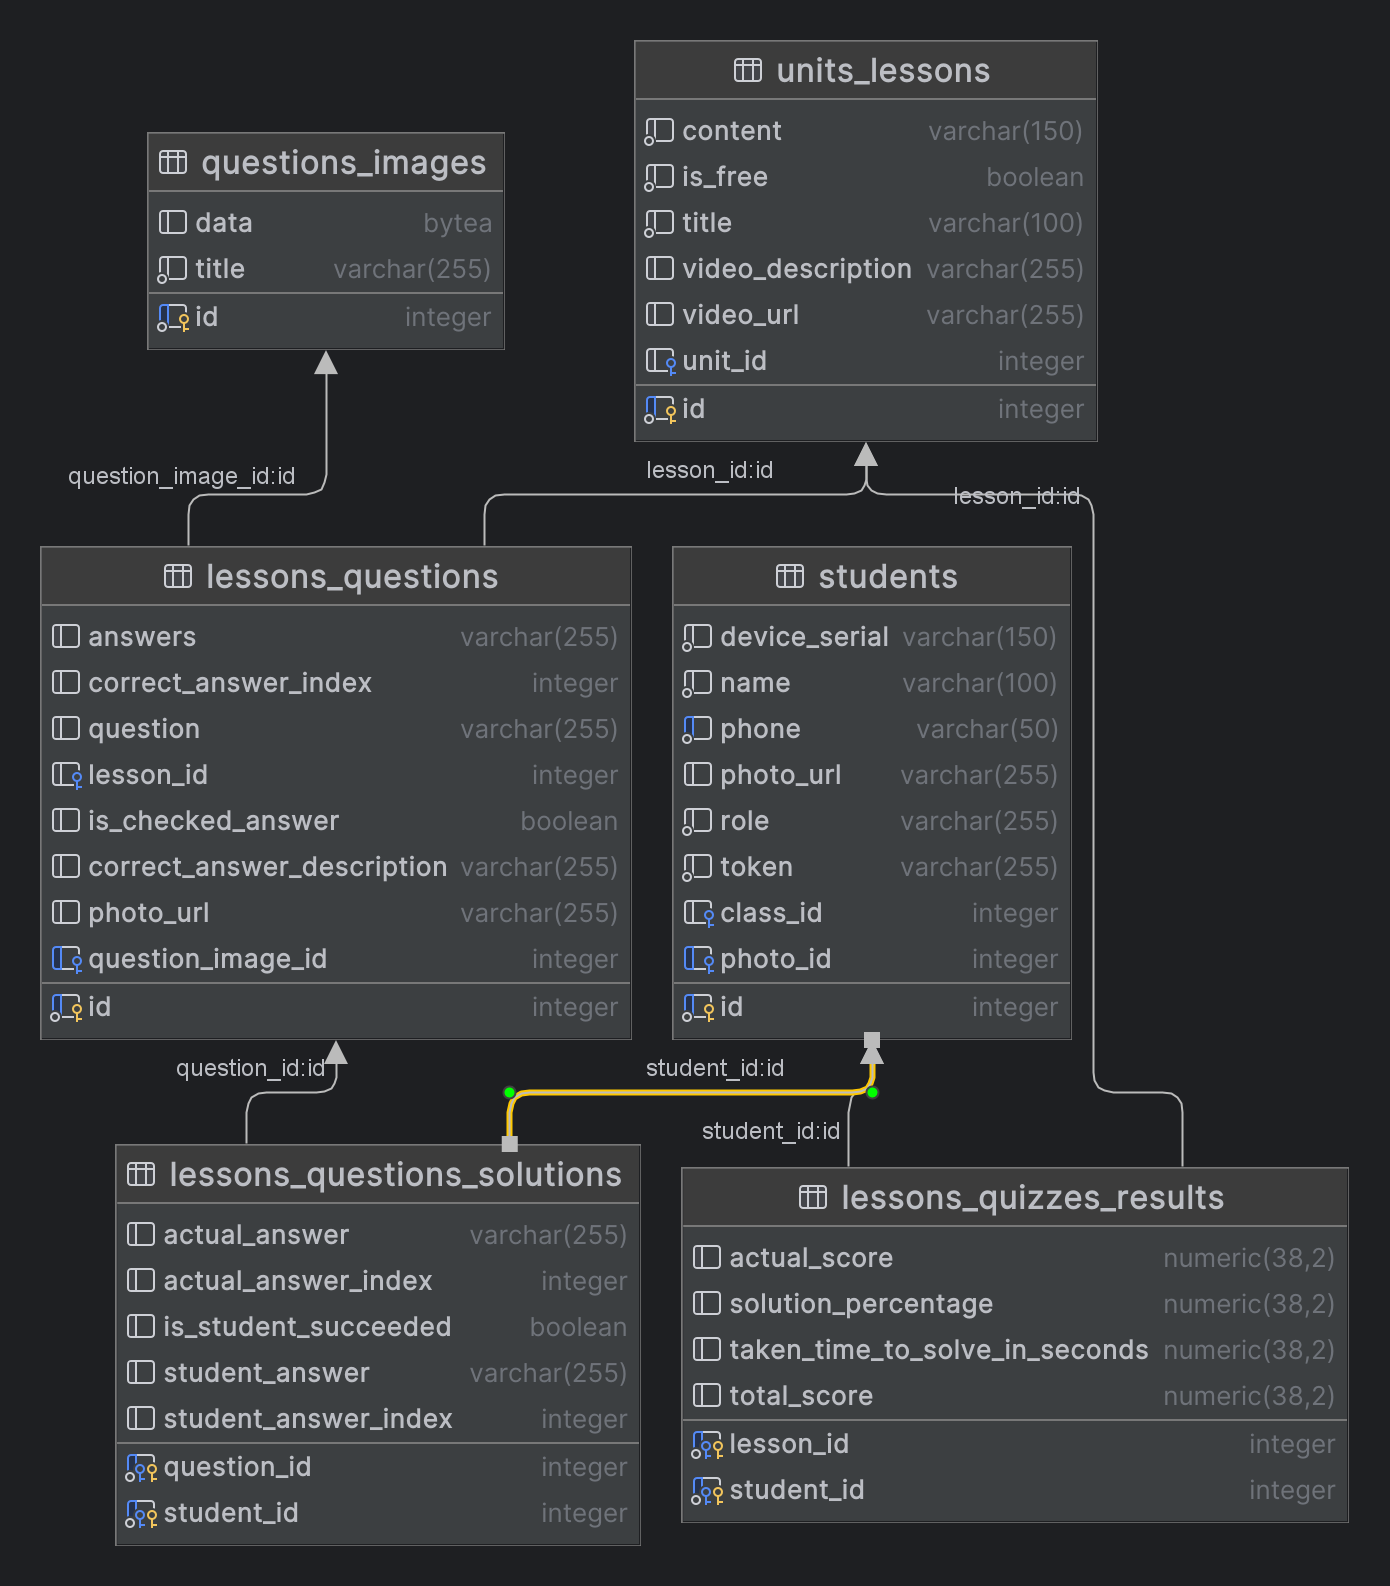 units_lessons
content varchar(150)
is_free boolean
title varchar(100)
video_description varchar(255)
video_url varchar(255)
unit_id integer
id integer
questions_images
data bytea
title varchar(255)
id integer
question_image_id:id
lesson_id:id
lesson_id:id
lessons_questions
answers varchar(255)
correct_answer_index integer
question varchar(255)
lesson_id integer
is_checked_answer boolean
correct_answer_description varchar(255)
photo_url varchar(255)
question_image_id integer
id integer
students
device_serial varchar(150)
name varchar(100)
phone varchar(50)
photo_url varchar(255)
role varchar(255)
token varchar(255)
class_id integer
photo_id integer
id integer
question_id:id
student_id:id
student_id:id
lessons_questions_solutions
actual_answer varchar(255)
actual_answer_index integer
is_student_succeeded boolean
student_answer varchar(255)
student_answer_index integer
question_id integer
student_id integer
lessons_quizzes_results
actual_score numeric(38,2)
solution_percentage numeric(38,2)
taken_time_to_solve_in_seconds numeric(38,2)
total_score numeric(38,2)
lesson_id integer
student_id integer